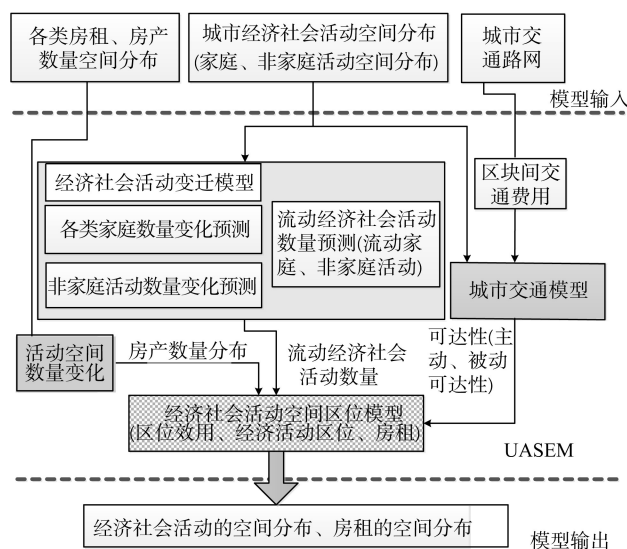 各类房租、房产
数量空间分布
城市经济社会活动空间分布
(家庭、非家庭活动空间分布)
城市交
通路网
模型输入
经济社会活动变迁模型
各类家庭数量变化预测
非家庭活动数量变化预测
流动经济社会活动
数量预测(流动家
庭、非家庭活动)
区块间交
通费用
城市交通模型
活动空间
数量变化
房产数量分布
流动经济社会
活动数量
可达性(主
动、被动
可达性)
经济社会活动空间区位模型
(区位效用、经济活动区位、房租)
UASEM
经济社会活动的空间分布、房租的空间分布
模型输出